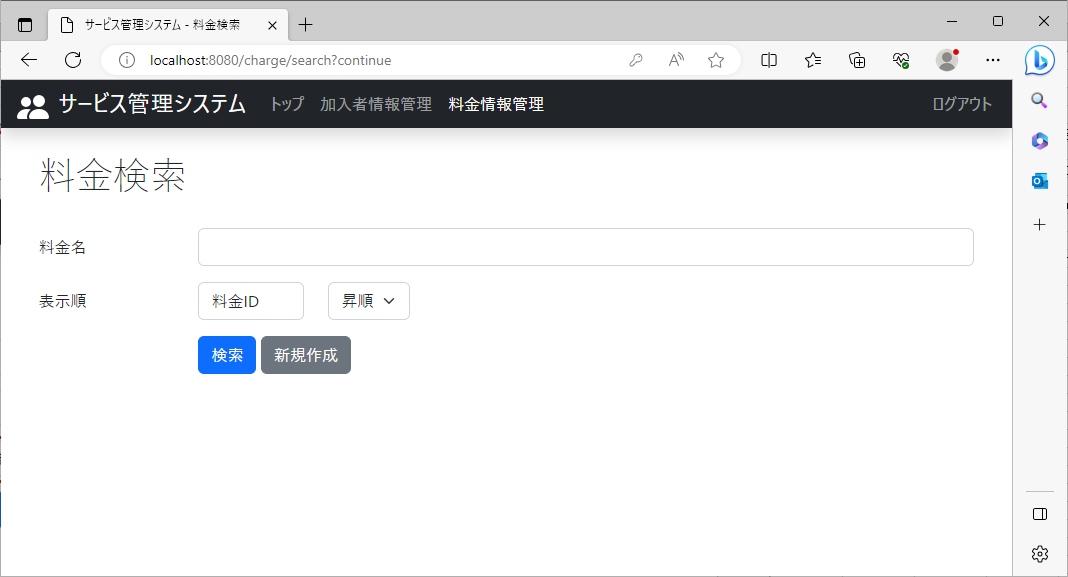 サービス管理システム - 料金検索
localhost:8080/charge/search?continue
サービス管理システム トップ 加入者情報管理 料金情報管理 ログアウト
料金検索
料金名
表示順 料金ID 昇順
検索 新規作成